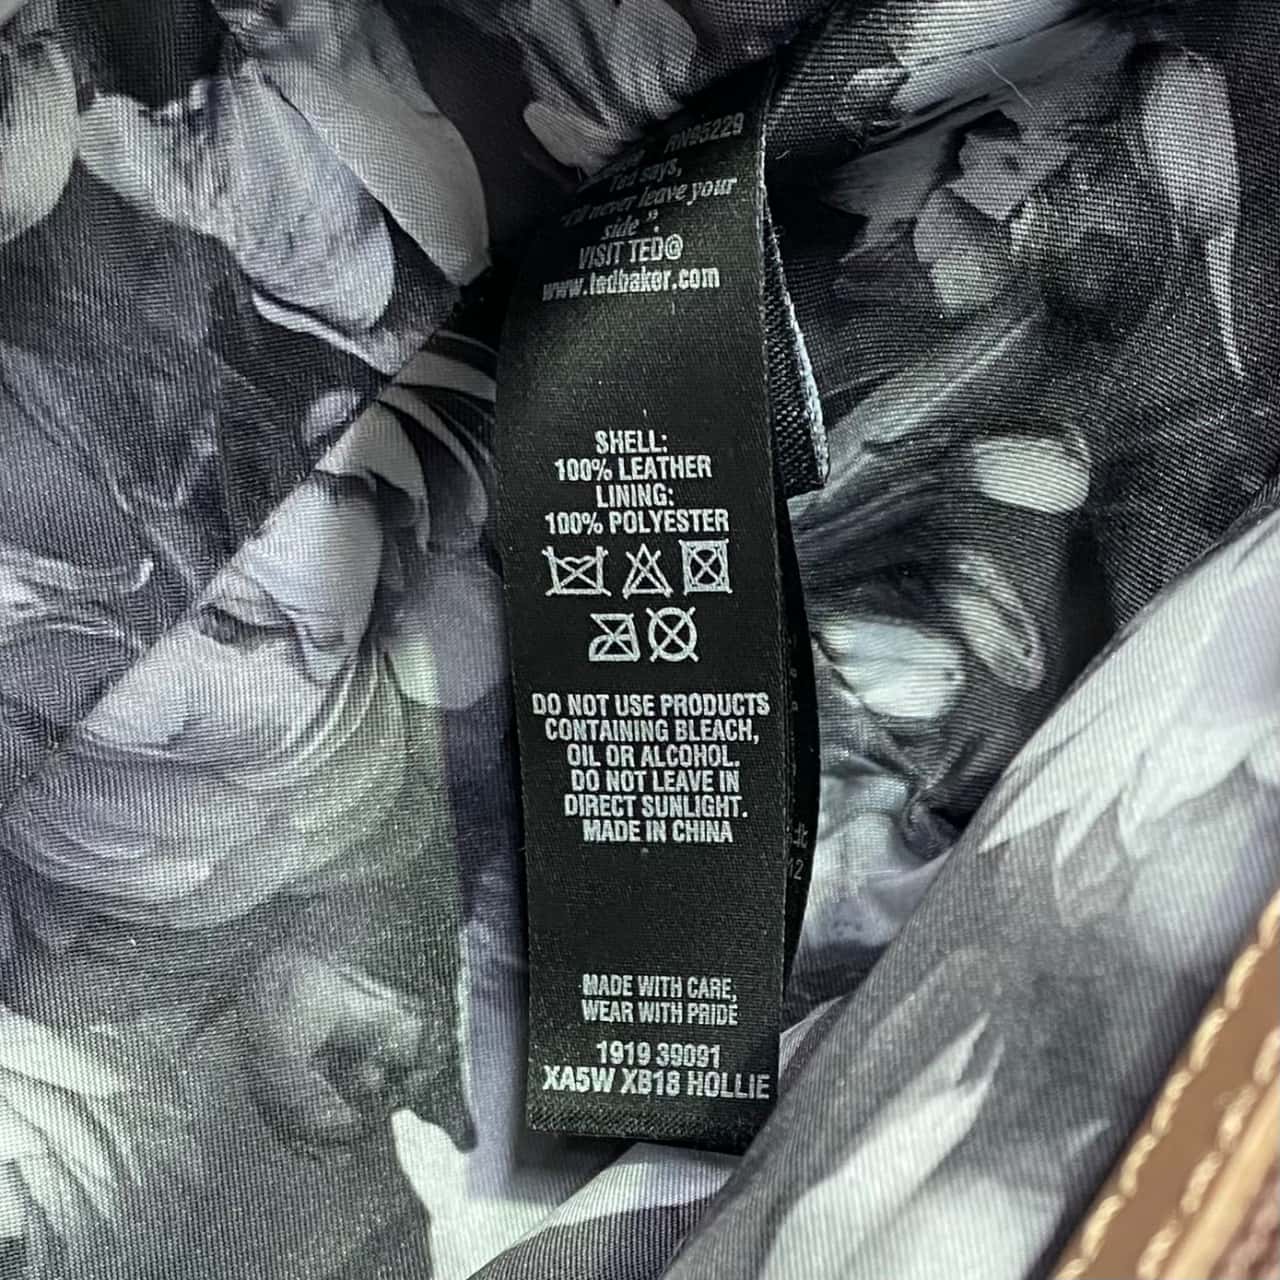 RN95229
Ted says,
"I'll never leave your
side".
VISIT TED@
www.tedbaker.com
SHELL:
100% LEATHER
LINING:
100% POLYESTER
DO NOT USE PRODUCTS
CONTAINING BLEACH,
OIL OR ALCOHOL.
DO NOT LEAVE IN
DIRECT SUNLIGHT.
MADE IN CHINA
MADE WITH CARE,
WEAR WITH PRIDE
1919 39091
XA5W XB18 HOLLIE